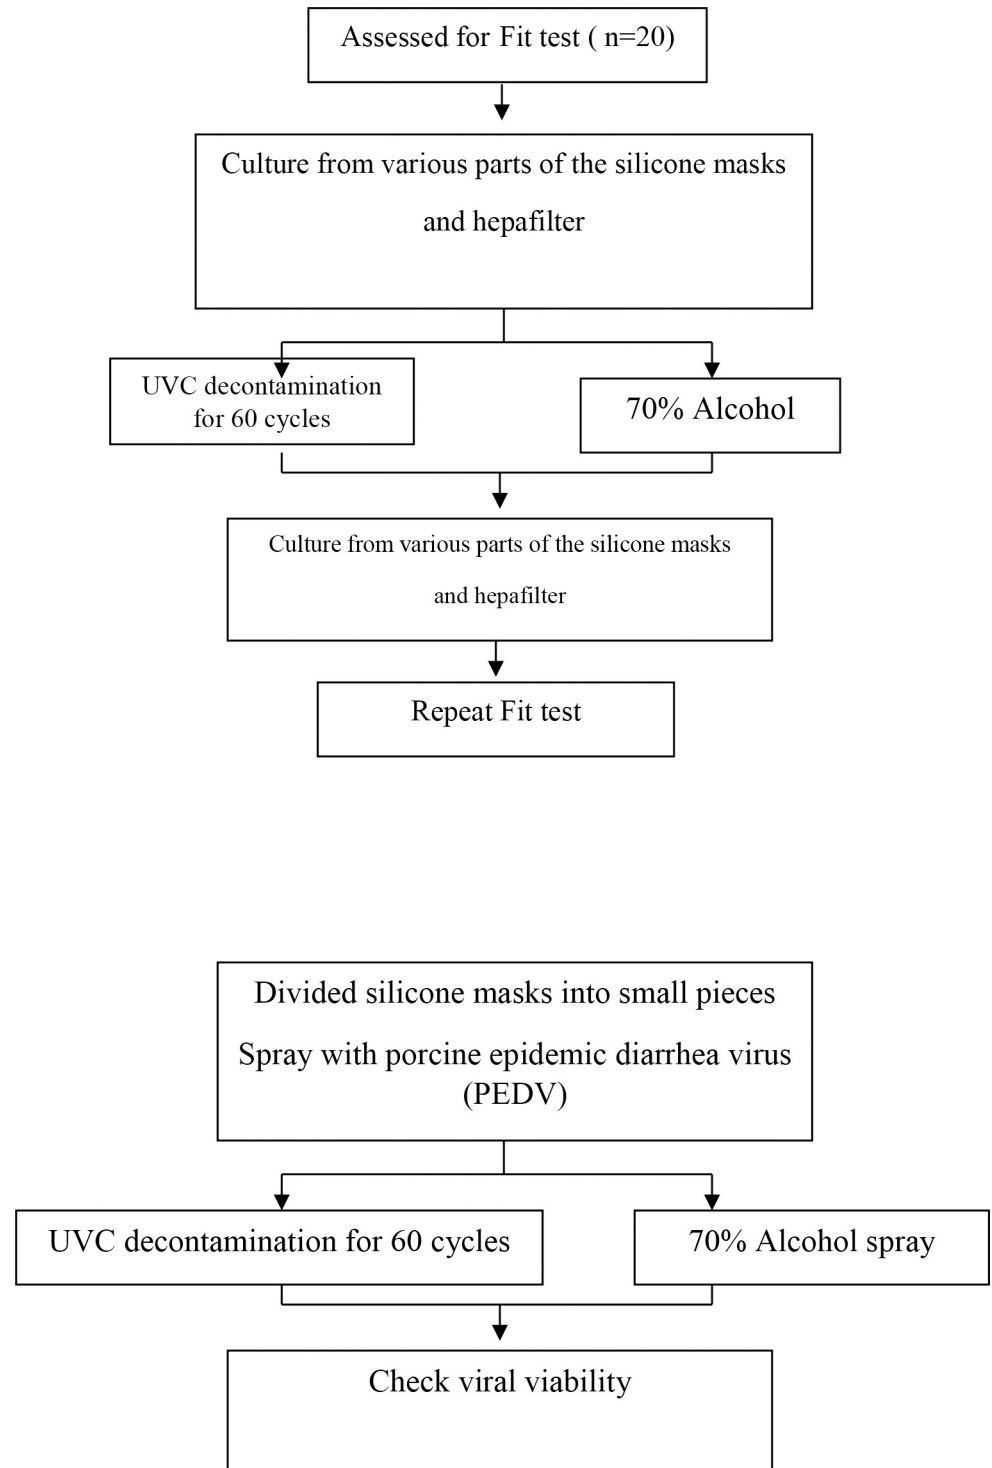 Assessed for Fit test ( n=20)
Culture from various parts of the silicone masks
and hepafilter
UVC decontamination
for 60 cycles
70% Alcohol
Culture from various parts of the silicone masks
and hepafilter
Repeat Fit test
Divided silicone masks into small pieces
Spray with porcine epidemic diarrhea virus
(PEDV)
UVC decontamination for 60 cycles
70% Alcohol spray
Check viral viability